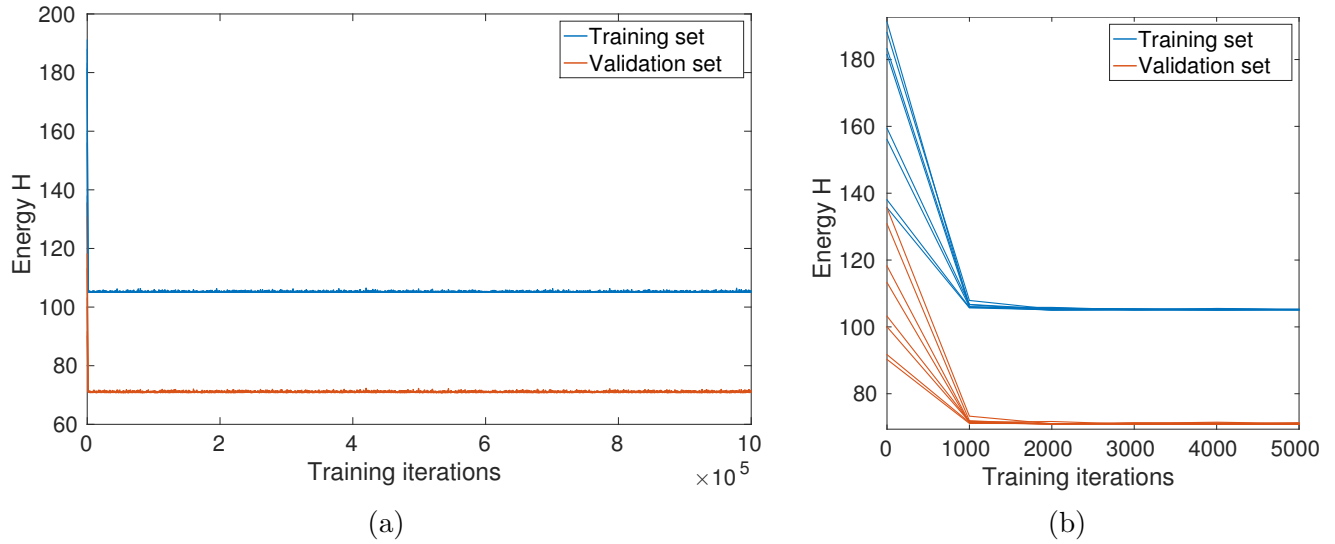 200
180
160
140
120
100
80
60
Energy H
Training set
Validation set
0 2 4 6 8 10
×10^5
Training iterations
(a)
180
160
140
120
100
80
Energy H
Training set
Validation set
0 1000 2000 3000 4000 5000
Training iterations
(b)